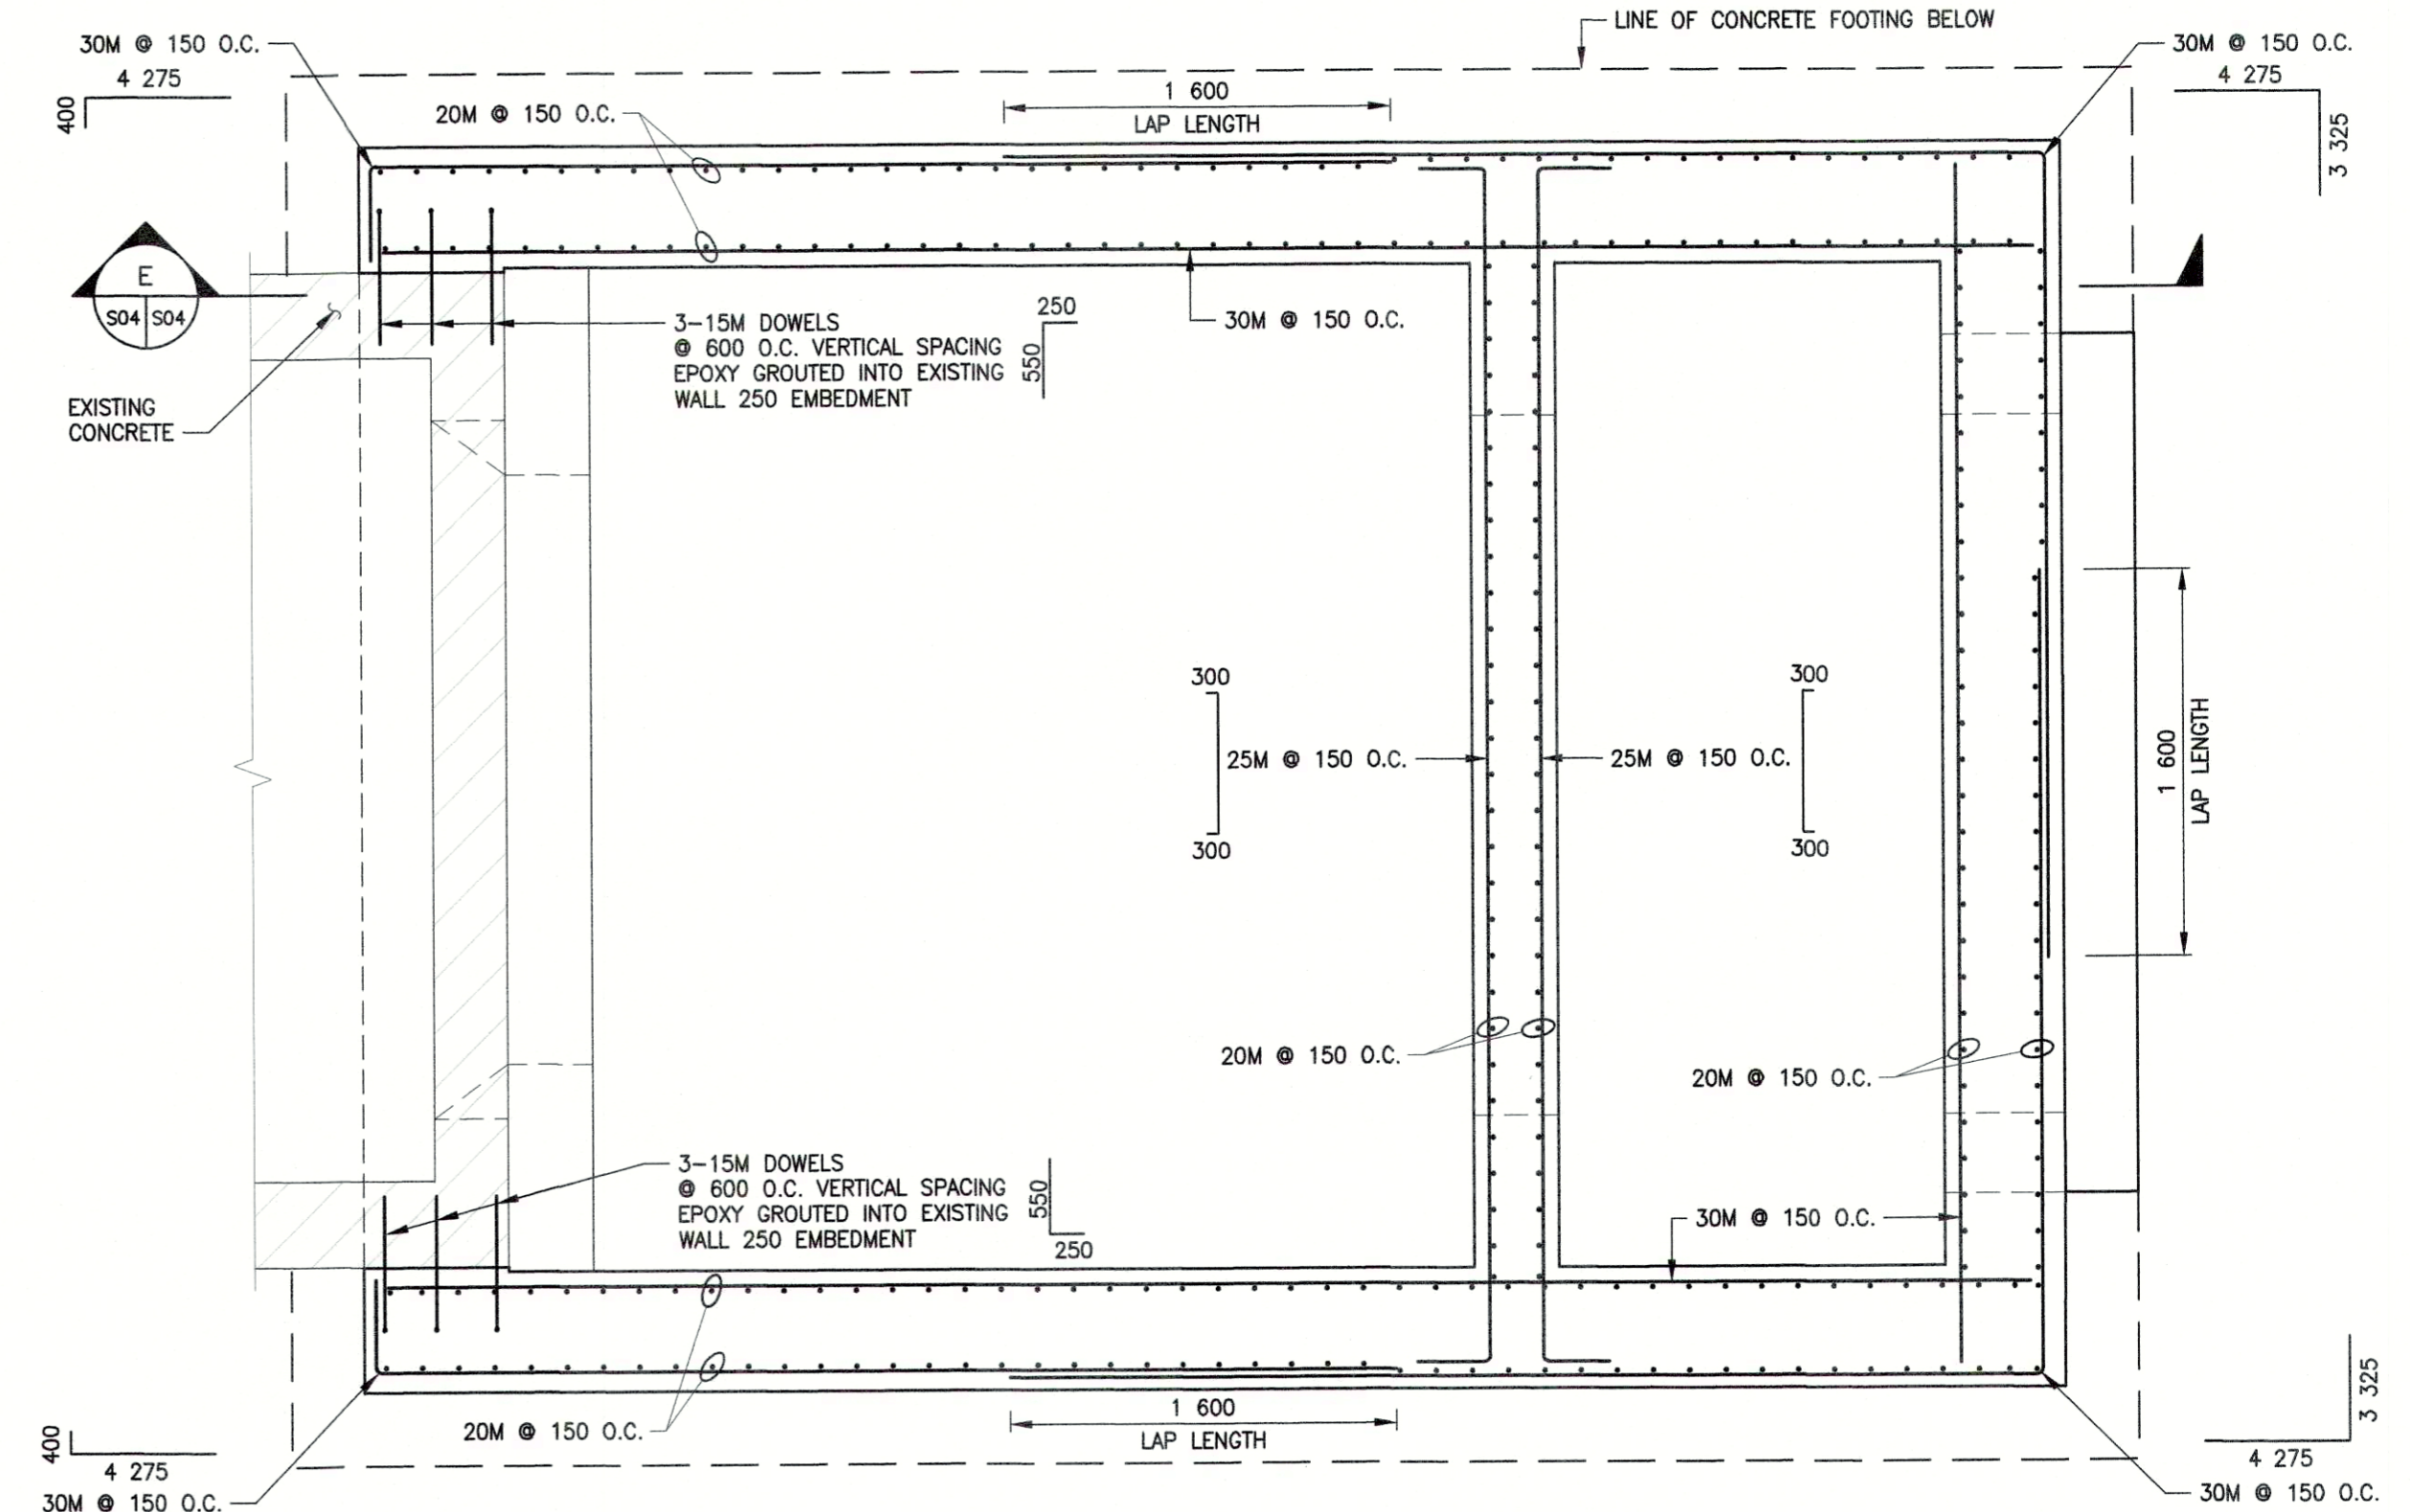 LINE OF CONCRETE FOOTING BELOW
30M @ 150 O.C.
4 275
400
20M @ 150 O.C.
1 600
LAP LENGTH
30M @ 150 O.C.
4 275
3 325
E
S04 S04
EXISTING
CONCRETE
3-15M DOWELS
@ 600 O.C. VERTICAL SPACING
EPOXY GROUTED INTO EXISTING
WALL 250 EMBEDMENT
250
550
30M @ 150 O.C.
300
25M @ 150 O.C.
300
300
25M @ 150 O.C.
300
1 600
LAP LENGTH
20M @ 150 O.C.
20M @ 150 O.C.
3-15M DOWELS
@ 600 O.C. VERTICAL SPACING
EPOXY GROUTED INTO EXISTING
WALL 250 EMBEDMENT
550
250
30M @ 150 O.C.
20M @ 150 O.C.
1 600
LAP LENGTH
400
4 275
30M @ 150 O.C.
3 325
4 275
30M @ 150 O.C.